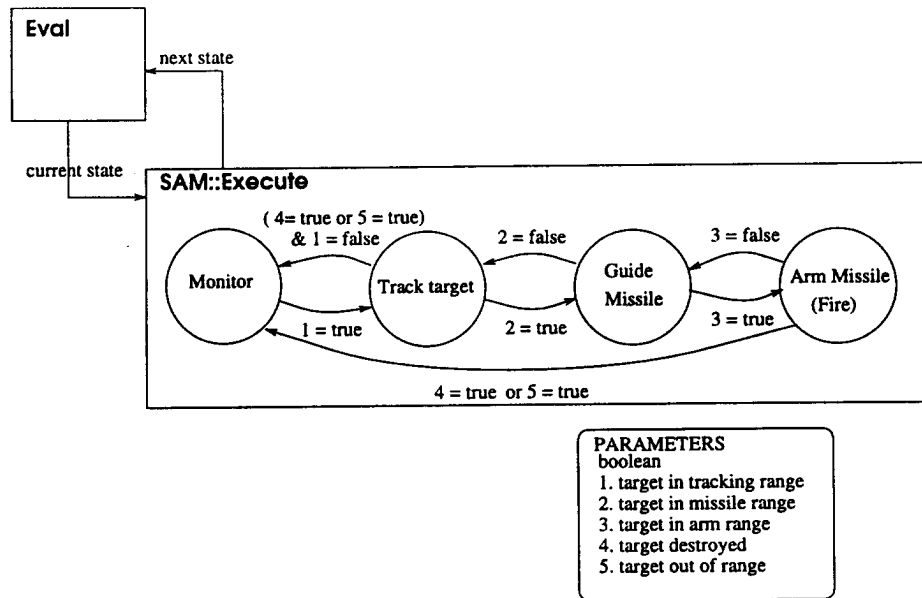 Eval
next state
current state
SAM::Execute
( 4= true or 5 = true)
& 1 = false
2 = false
3 = false
Monitor
Track target
Guide
Missile
Arm Missile
(Fire)
1 = true
2 = true
3 = true
4 = true or 5 = true
PARAMETERS
boolean
1. target in tracking range
2. target in missile range
3. target in arm range
4. target destroyed
5. target out of range